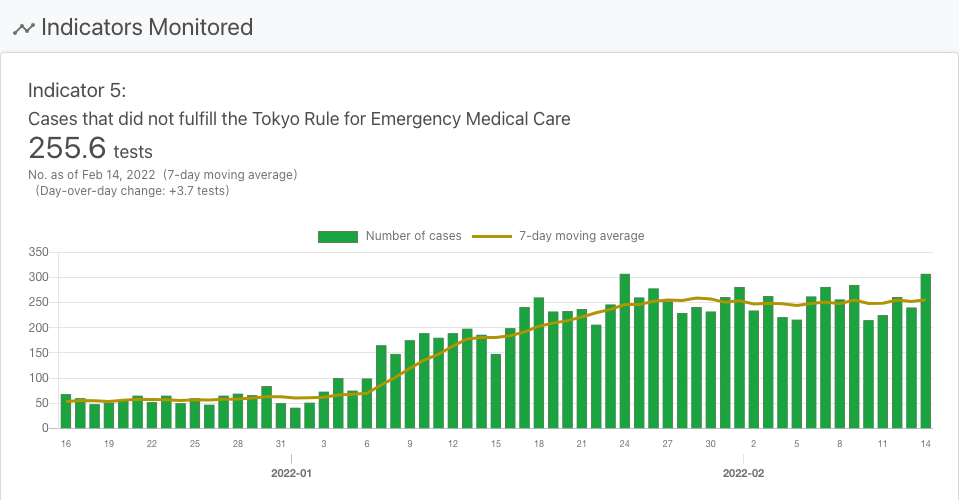 Indicators Monitored
Indicator 5:
Cases that did not fulfill the Tokyo Rule for Emergency Medical Care
255.6 tests
No. as of Feb 14, 2022 (7-day moving average)
(Day-over-day change: +3.7 tests)
Number of cases 7-day moving average
350
300
250
200
150
100
50
0
16 19 22 25 28 31 3 6 9 12 15 18 21 24 27 30 2 5 8 11 14
2022-01 2022-02